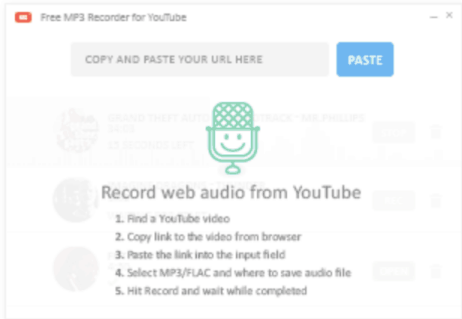 Free MP3 Recorder for YouTube
COPY AND PASTE YOUR URL HERE
PASTE
Record web audio from YouTube
1. Find a YouTube video
2. Copy link to the video from browser
3. Paste the link into the input field
4. Select MP3/FLAC and where to save audio file
5. Hit Record and wait while completed